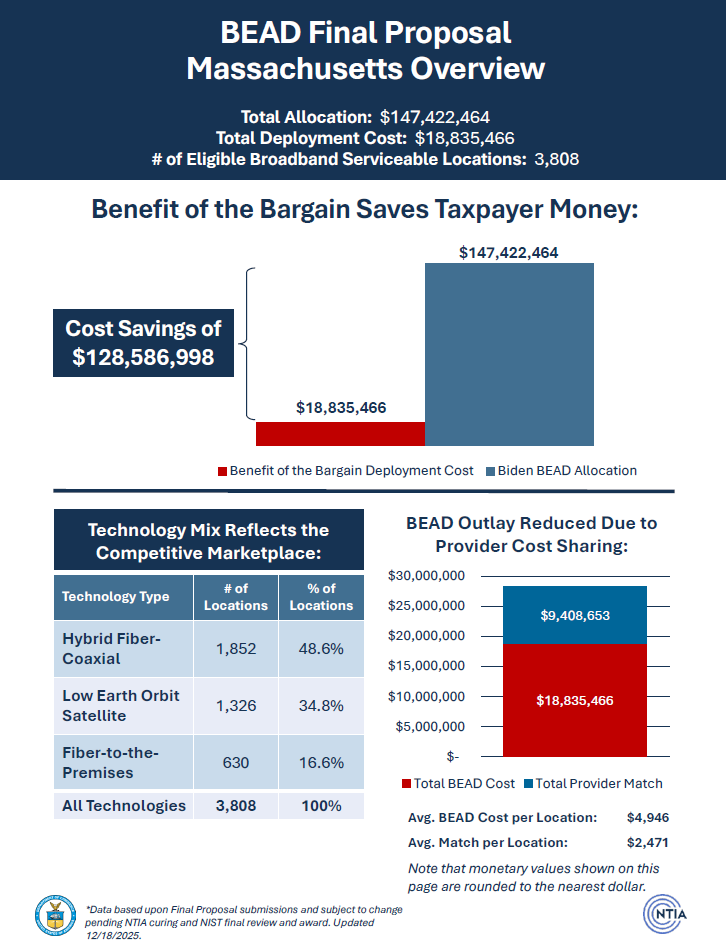 BEAD Final Proposal
Massachusetts Overview
Total Allocation: $147,422,464
Total Deployment Cost: $18,835,466
# of Eligible Broadband Serviceable Locations: 3,808
Benefit of the Bargain Saves Taxpayer Money:
$147,422,464
Cost Savings of
$128,586,998
$18,835,466
Benefit of the Bargain Deployment Cost
Biden BEAD Allocation
Technology Mix Reflects the
Competitive Marketplace:
Technology Type
# of
Locations
% of
Locations
Hybrid Fiber-
Coaxial
1,852
48.6%
Low Earth Orbit
Satellite
1,326
34.8%
Fiber-to-the-
Premises
630
16.6%
All Technologies
3,808
100%
BEAD Outlay Reduced Due to
Provider Cost Sharing:
$30,000,000
$25,000,000
$20,000,000
$15,000,000
$10,000,000
$5,000,000
$-
$9,408,653
$18,835,466
Total BEAD Cost
Total Provider Match
Avg. BEAD Cost per Location: $4,946
Avg. Match per Location: $2,471
Note that monetary values shown on this
page are rounded to the nearest dollar.
*Data based upon Final Proposal submissions and subject to change
pending NTIA curing and NIST final review and award. Updated
12/18/2025.
NTIA